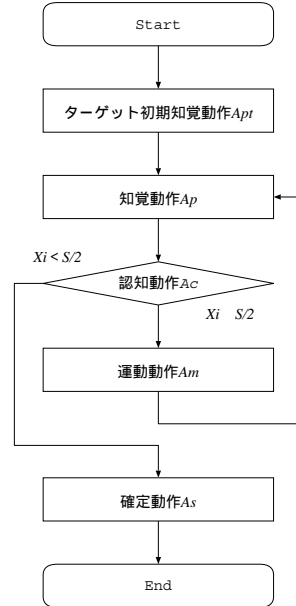 Start
ターゲット初期知覚動作Apt
知覚動作Ap
Xi < S/2
認知動作Ac
Xi S/2
運動動作Am
確定動作As
End